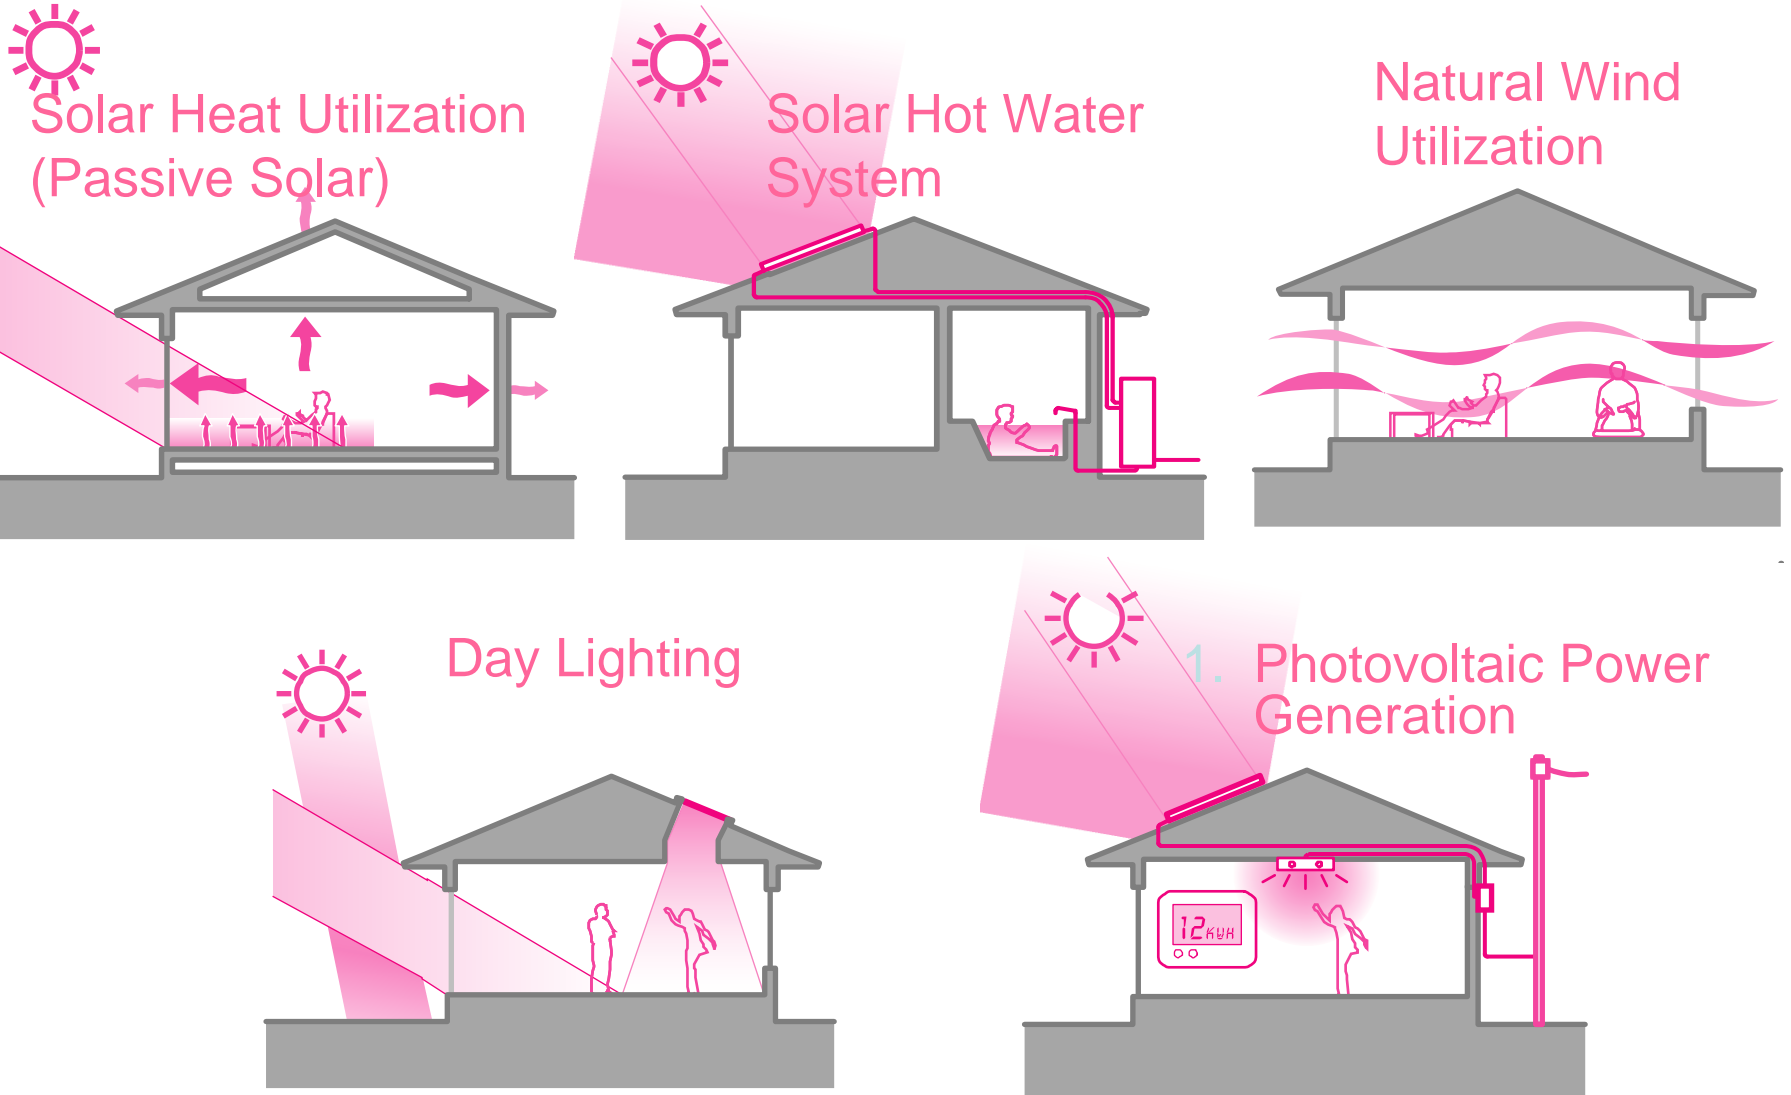 Solar Heat Utilization
(Passive Solar)
Solar Hot Water
System
Natural Wind
Utilization
Day Lighting
1. Photovoltaic Power
Generation
12KWH